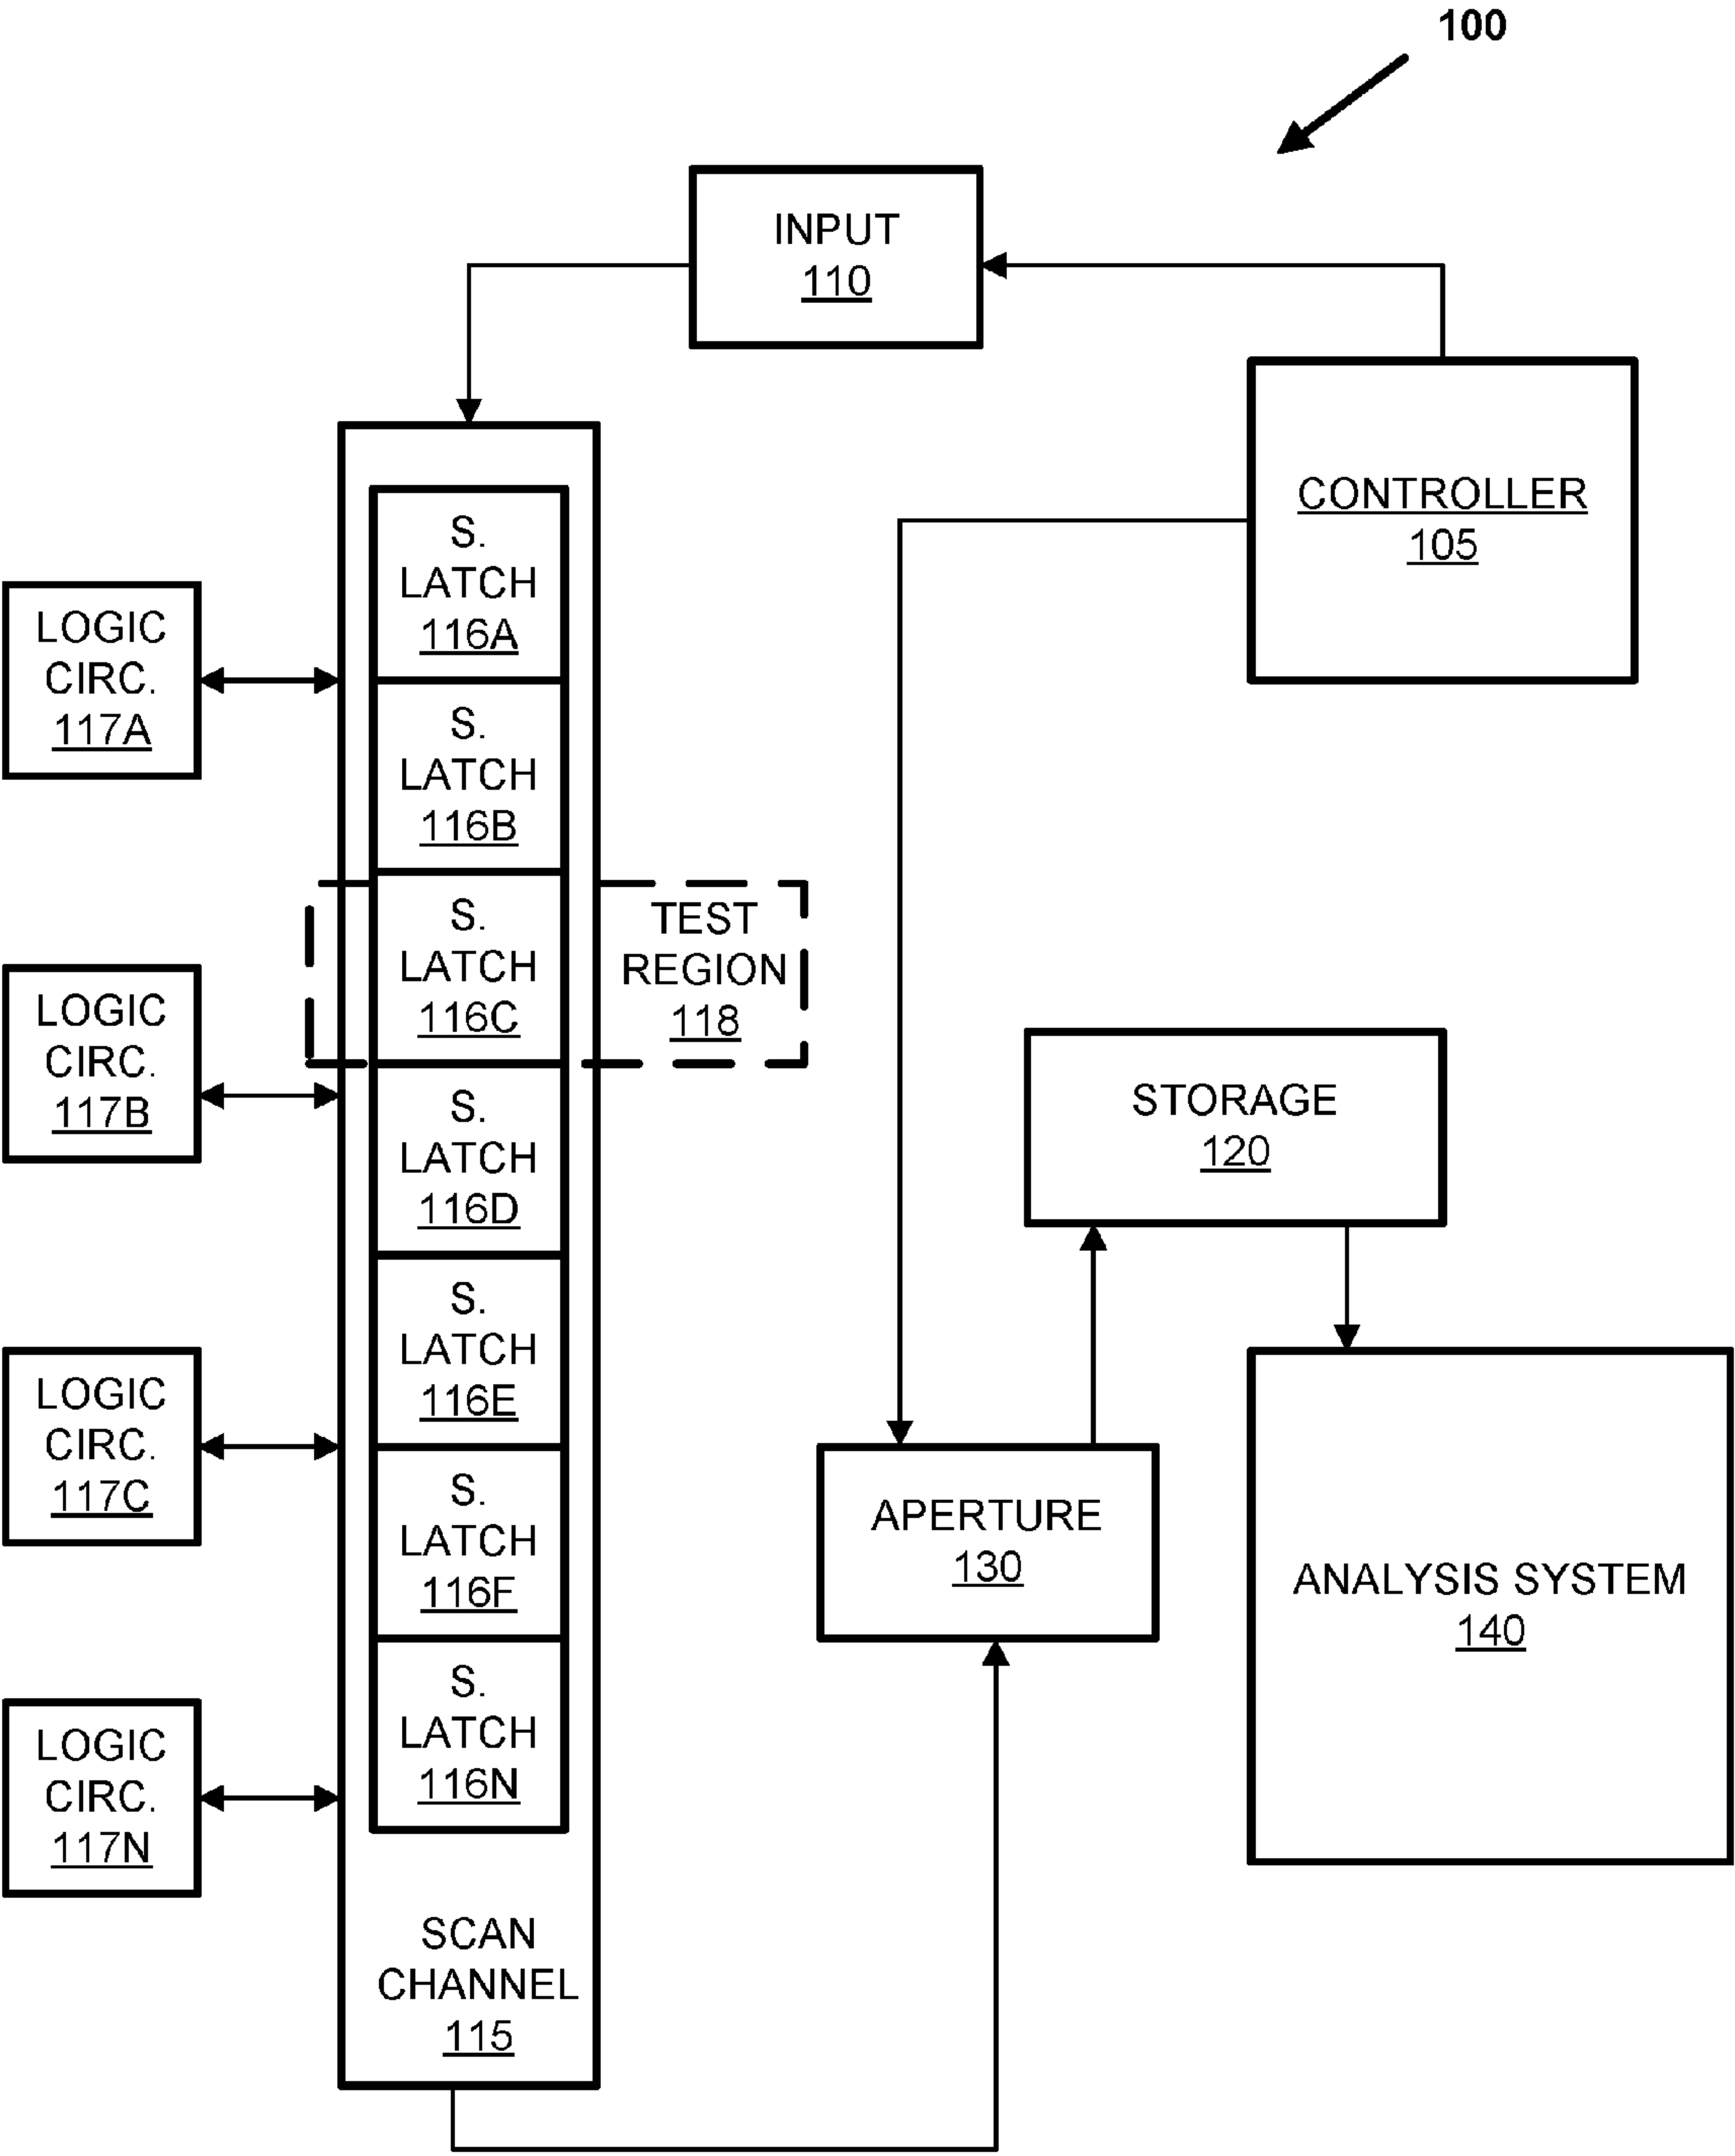 100
INPUT
110
CONTROLLER
105
S.
LATCH
116A
LOGIC
CIRC.
117A
S.
LATCH
116B
S.
LATCH
116C
TEST
REGION
118
LOGIC
CIRC.
117B
S.
LATCH
116D
STORAGE
120
S.
LATCH
116E
LOGIC
CIRC.
117C
S.
LATCH
116F
APERTURE
130
ANALYSIS SYSTEM
140
S.
LATCH
116N
LOGIC
CIRC.
117N
SCAN
CHANNEL
115